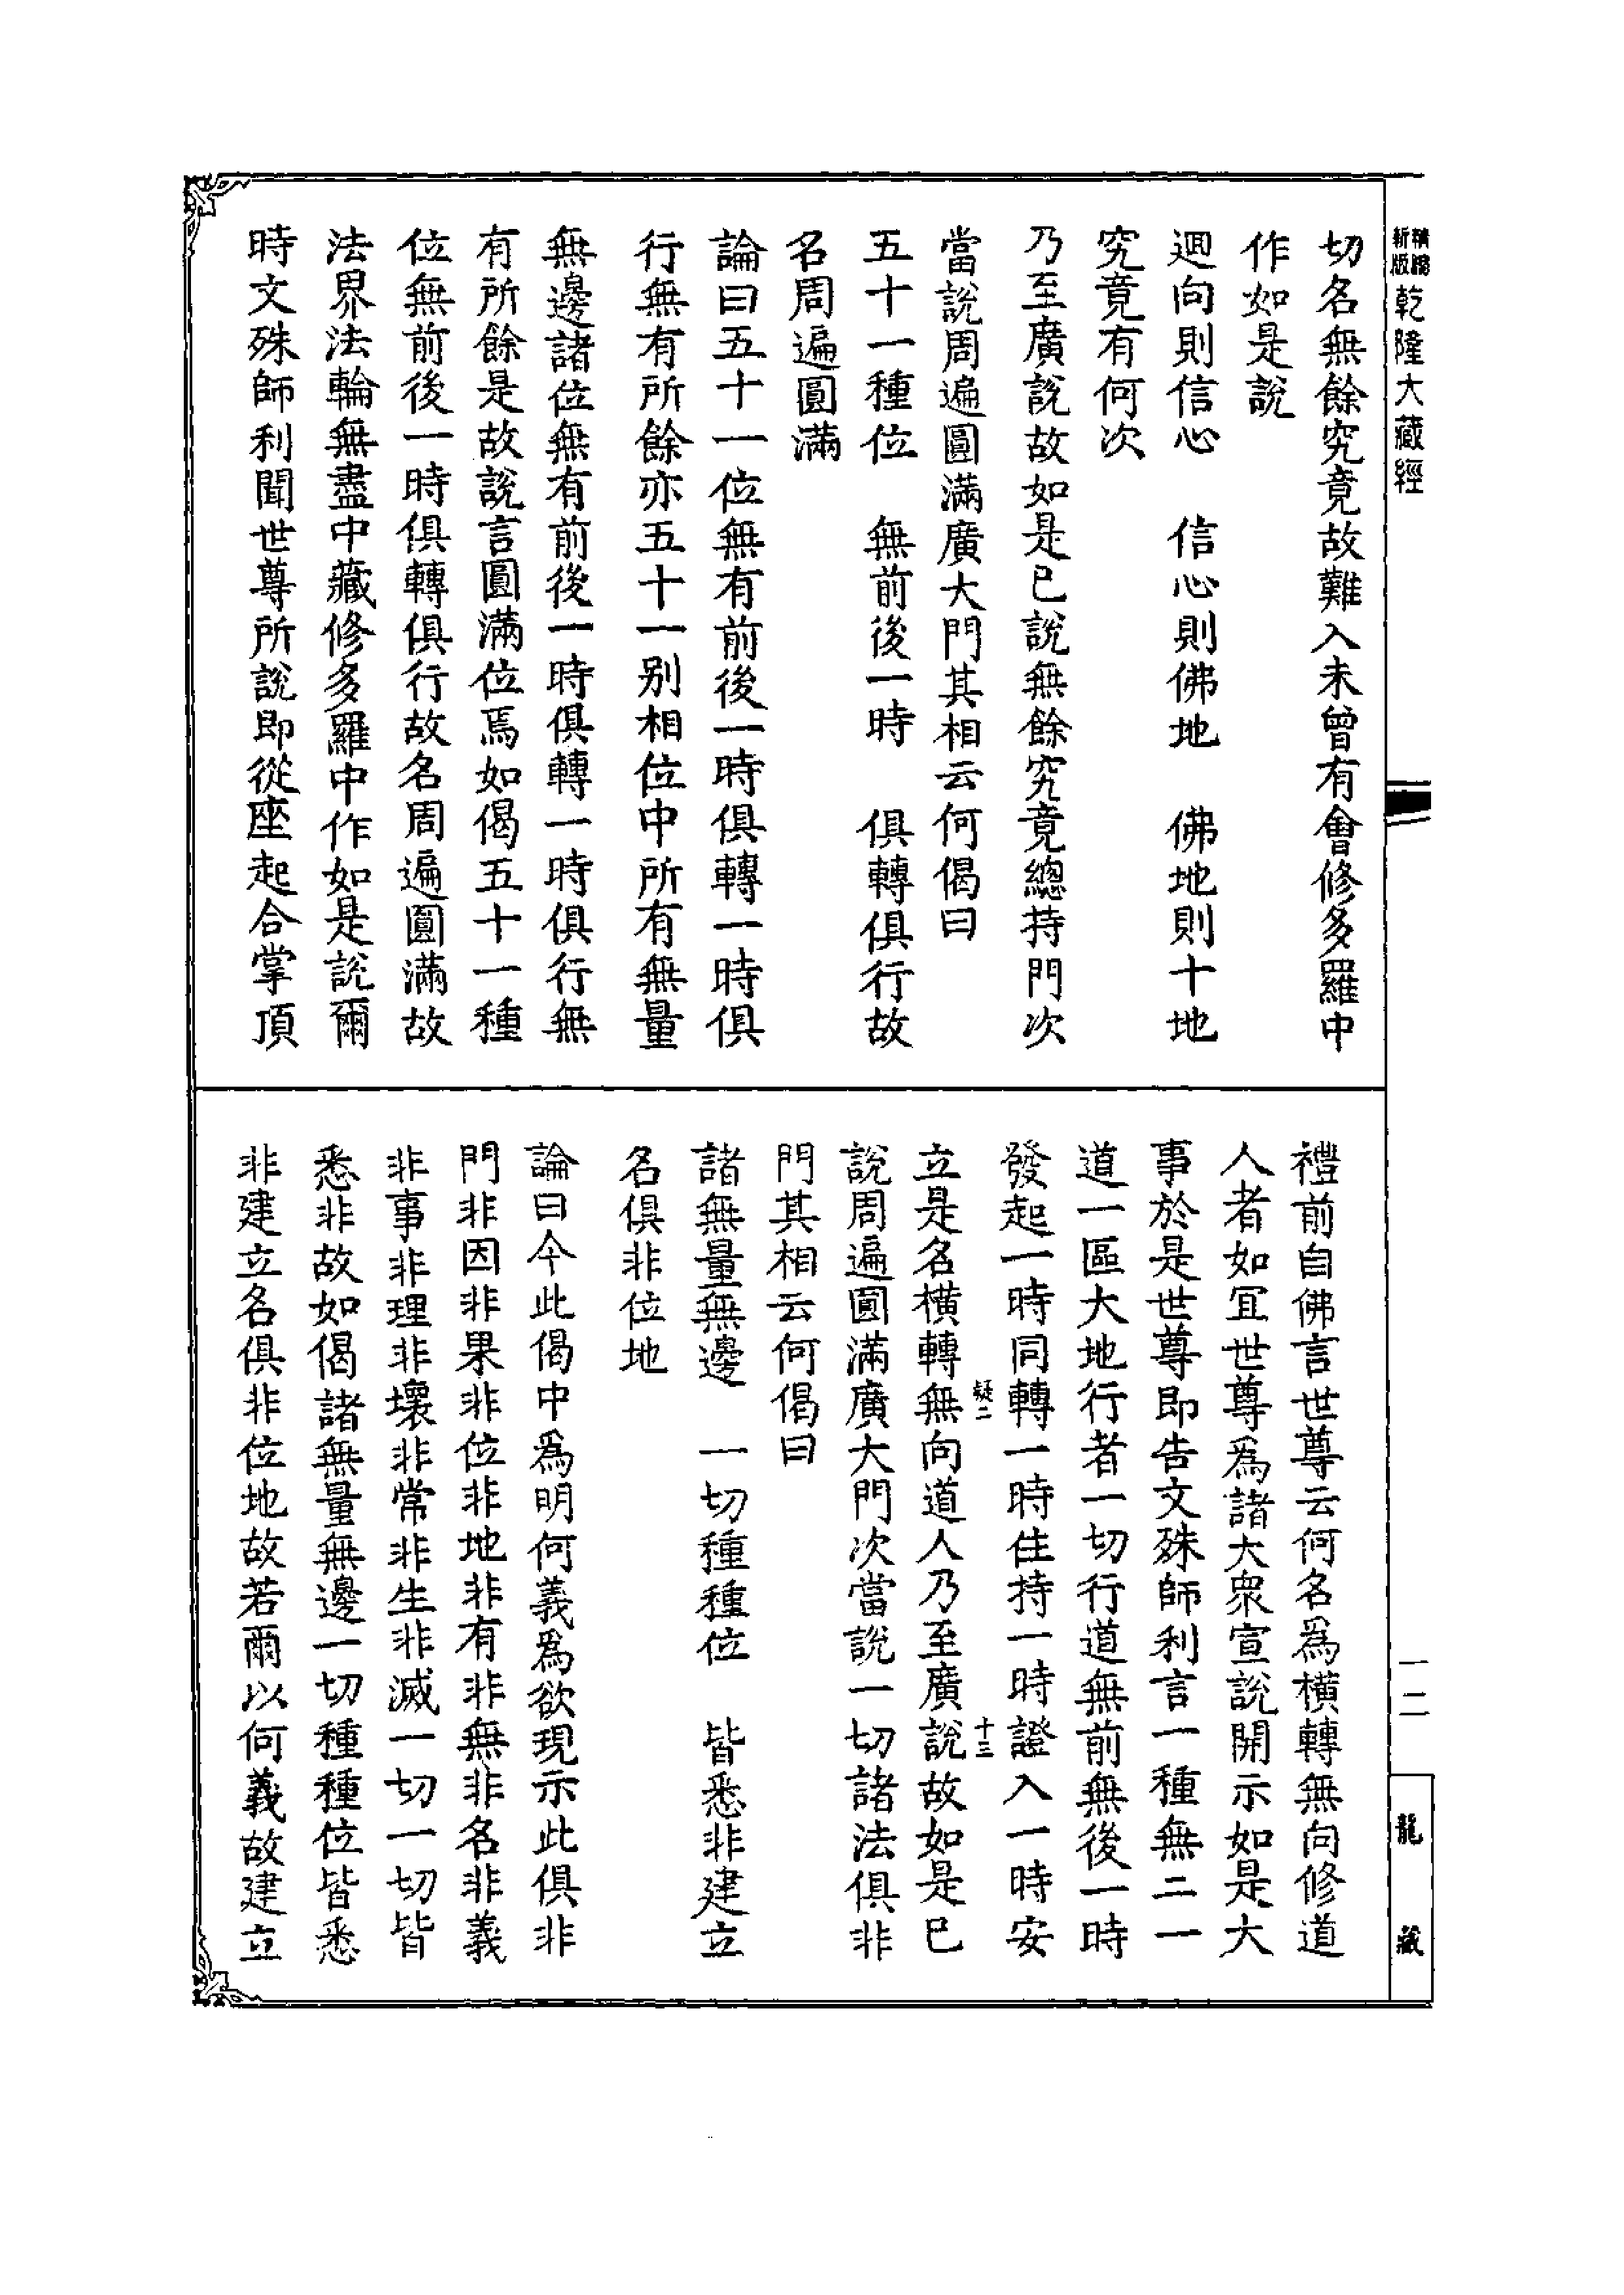 精縮新版
乾隆大藏經
切名無餘究竟故難入未曾有會修多羅中
作如是說
迴向則信心　信心則佛地　佛地則十地
究竟有何次
乃至廣說故如是已說無餘究竟總持門次
當說周遍圓滿廣大門其相云何偈曰
五十一種位　無前後一時　俱轉俱行故
名周遍圓滿
論曰五十一位無有前後一時俱轉一時俱
行無有所餘亦五十一別相位中所有無量
無邊諸位無有前後一時俱轉一時俱行無
有所餘是故說言圓滿位焉如偈五十一種
位無前後一時俱轉俱行故名周遍圓滿故
法界法輪無盡中藏修多羅中作如是說爾
時文殊師利聞世尊所說即從座起合掌頂
禮前白佛言世尊云何名為橫轉無向修道
人者如宜世尊為諸大眾宣說開示如是大
事於是世尊即告文殊師利言一種無二一
道一區大地行者一切行道無前無後一時
發起一時同轉一時住持一時證入一時安
疑二
十三
立是名橫轉無向道人乃至廣說故如是已
說周遍圓滿廣大門次當說一切諸法俱非
門其相云何偈曰
諸無量無邊　一切種種位　皆悉非建立
名俱非位地
論曰今此偈中為明何義為欲現示此俱非
門非因非果非位非地非有非無非名非義
非事非理非壞非常非生非滅一切一切皆
悉非故如偈諸無量無邊一切種種位皆悉
非建立名俱非位地故若爾以何義故建立
一二
龍藏